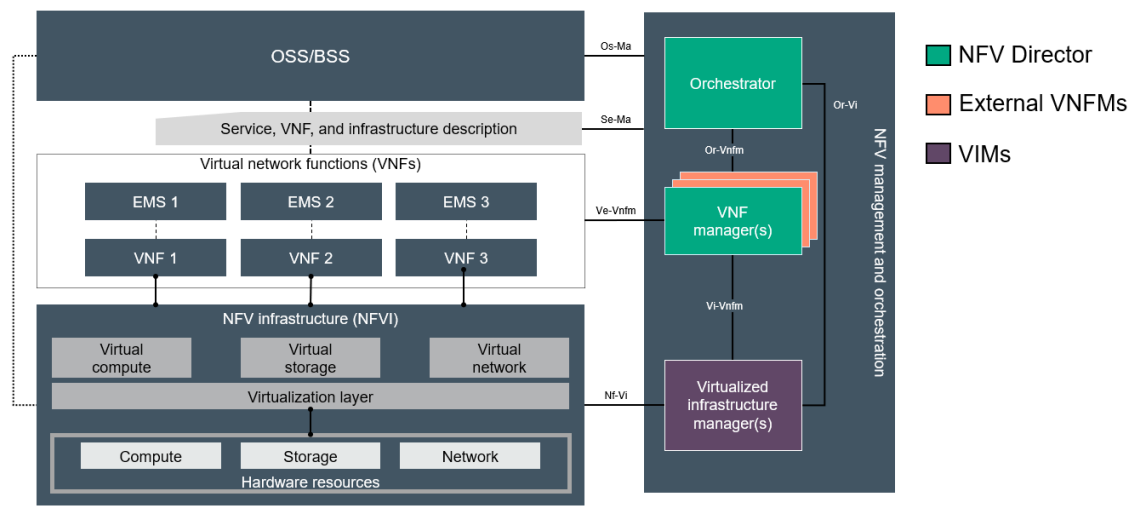 OSS/BSS
Os-Ma
Service, VNF, and infrastructure description
Se-Ma
Virtual network functions (VNFs)
EMS 1
EMS 2
EMS 3
VNF 1
VNF 2
VNF 3
Ve-Vnfm
NFV infrastructure (NFVI)
Virtual
compute
Virtual
storage
Virtual
network
Virtualization layer
Nf-Vi
Compute
Storage
Network
Hardware resources
Orchestrator
Or-Vi
Or-Vnfm
VNF
manager(s)
Vi-Vnfm
Virtualized
infrastructure
manager(s)
NFV management and orchestration
NFV Director
External VNFMs
VIMs